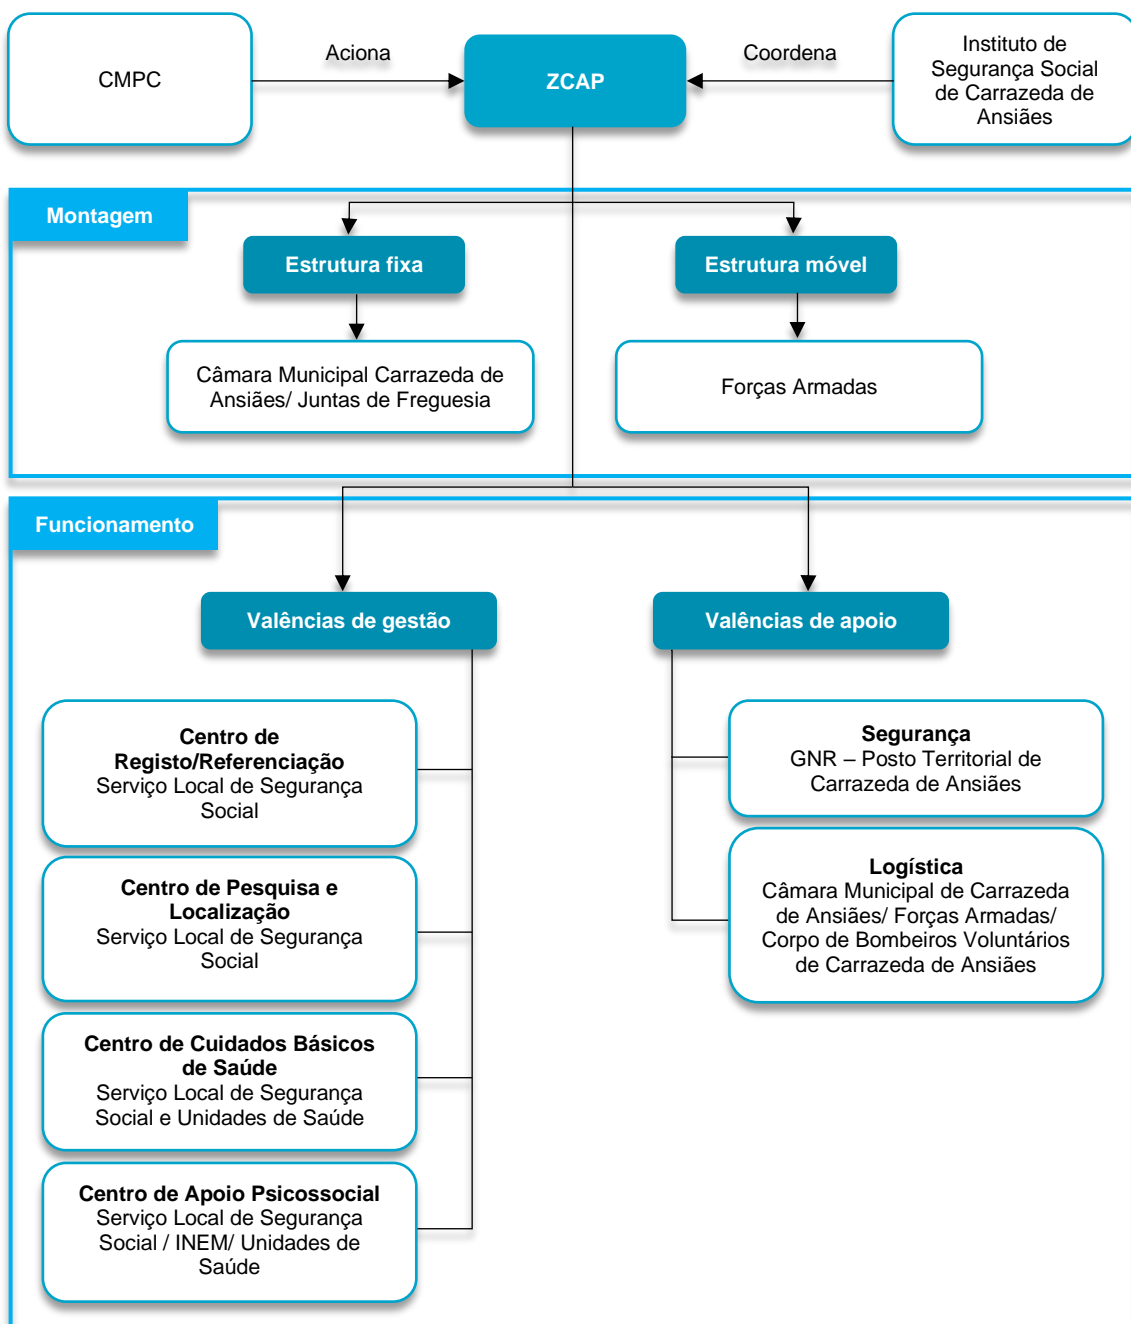 CMPC
Aciona
ZCAP
Coordena
Instituto de
Segurança Social
de Carrazeda de
Ansiães
Montagem
Estrutura fixa
Estrutura móvel
Câmara Municipal Carrazeda de
Ansiães/ Juntas de Freguesia
Forças Armadas
Funcionamento
Valências de gestão
Valências de apoio
Centro de
Registo/Referenciação
Serviço Local de Segurança
Social
Centro de Pesquisa e
Localização
Serviço Local de Segurança
Social
Centro de Cuidados Básicos
de Saúde
Serviço Local de Segurança
Social e Unidades de Saúde
Centro de Apoio Psicossocial
Serviço Local de Segurança
Social / INEM/ Unidades de
Saúde
Segurança
GNR – Posto Territorial de
Carrazeda de Ansiães
Logística
Câmara Municipal de Carrazeda
de Ansiães/ Forças Armadas/
Corpo de Bombeiros Voluntários
de Carrazeda de Ansiães